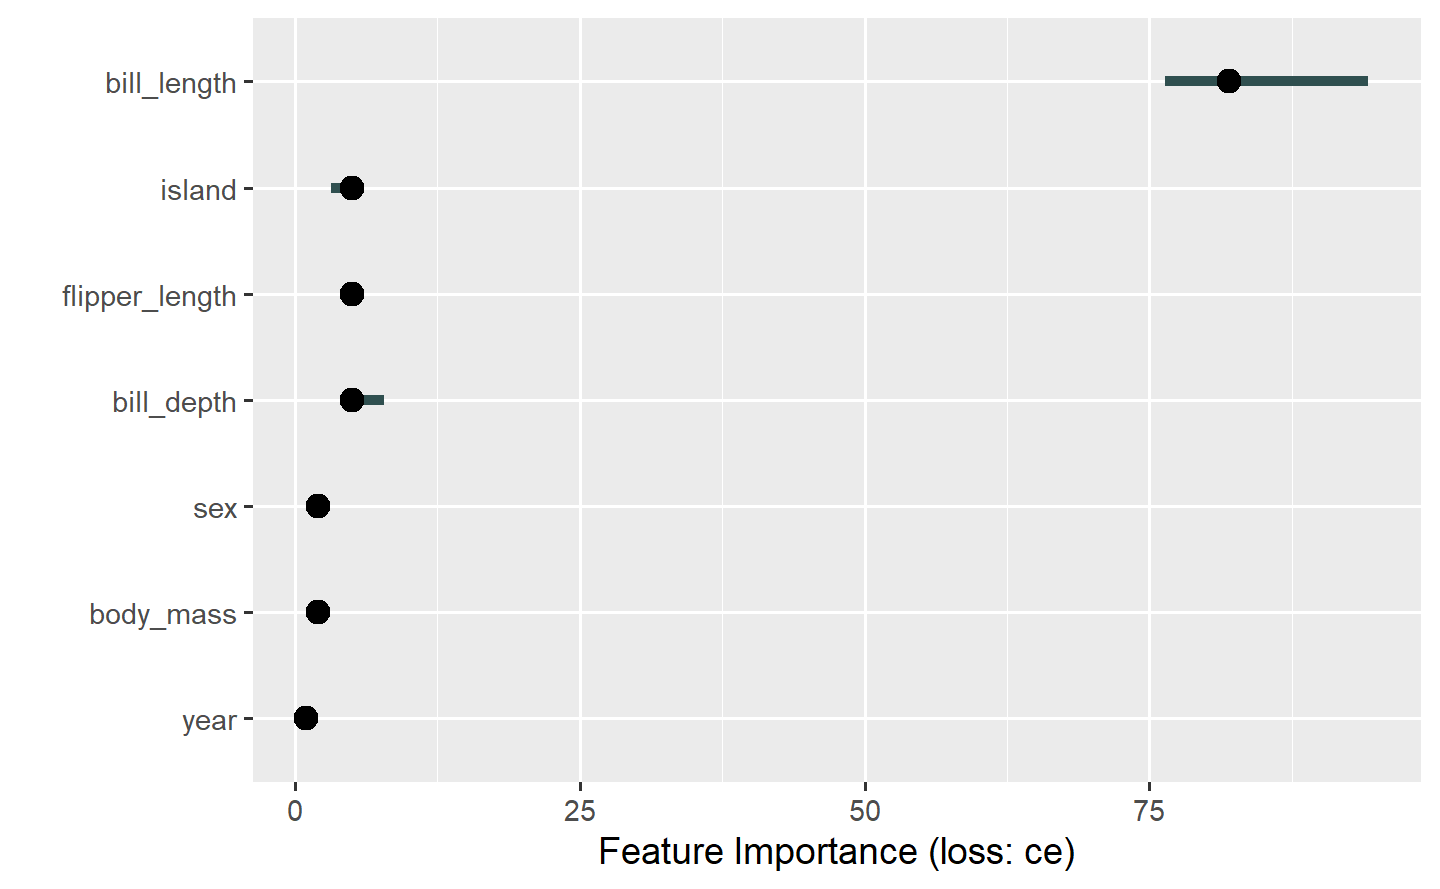 bill_length
island
flipper_length
bill_depth
sex
body_mass
year
0 25 50 75
Feature Importance (loss: ce)